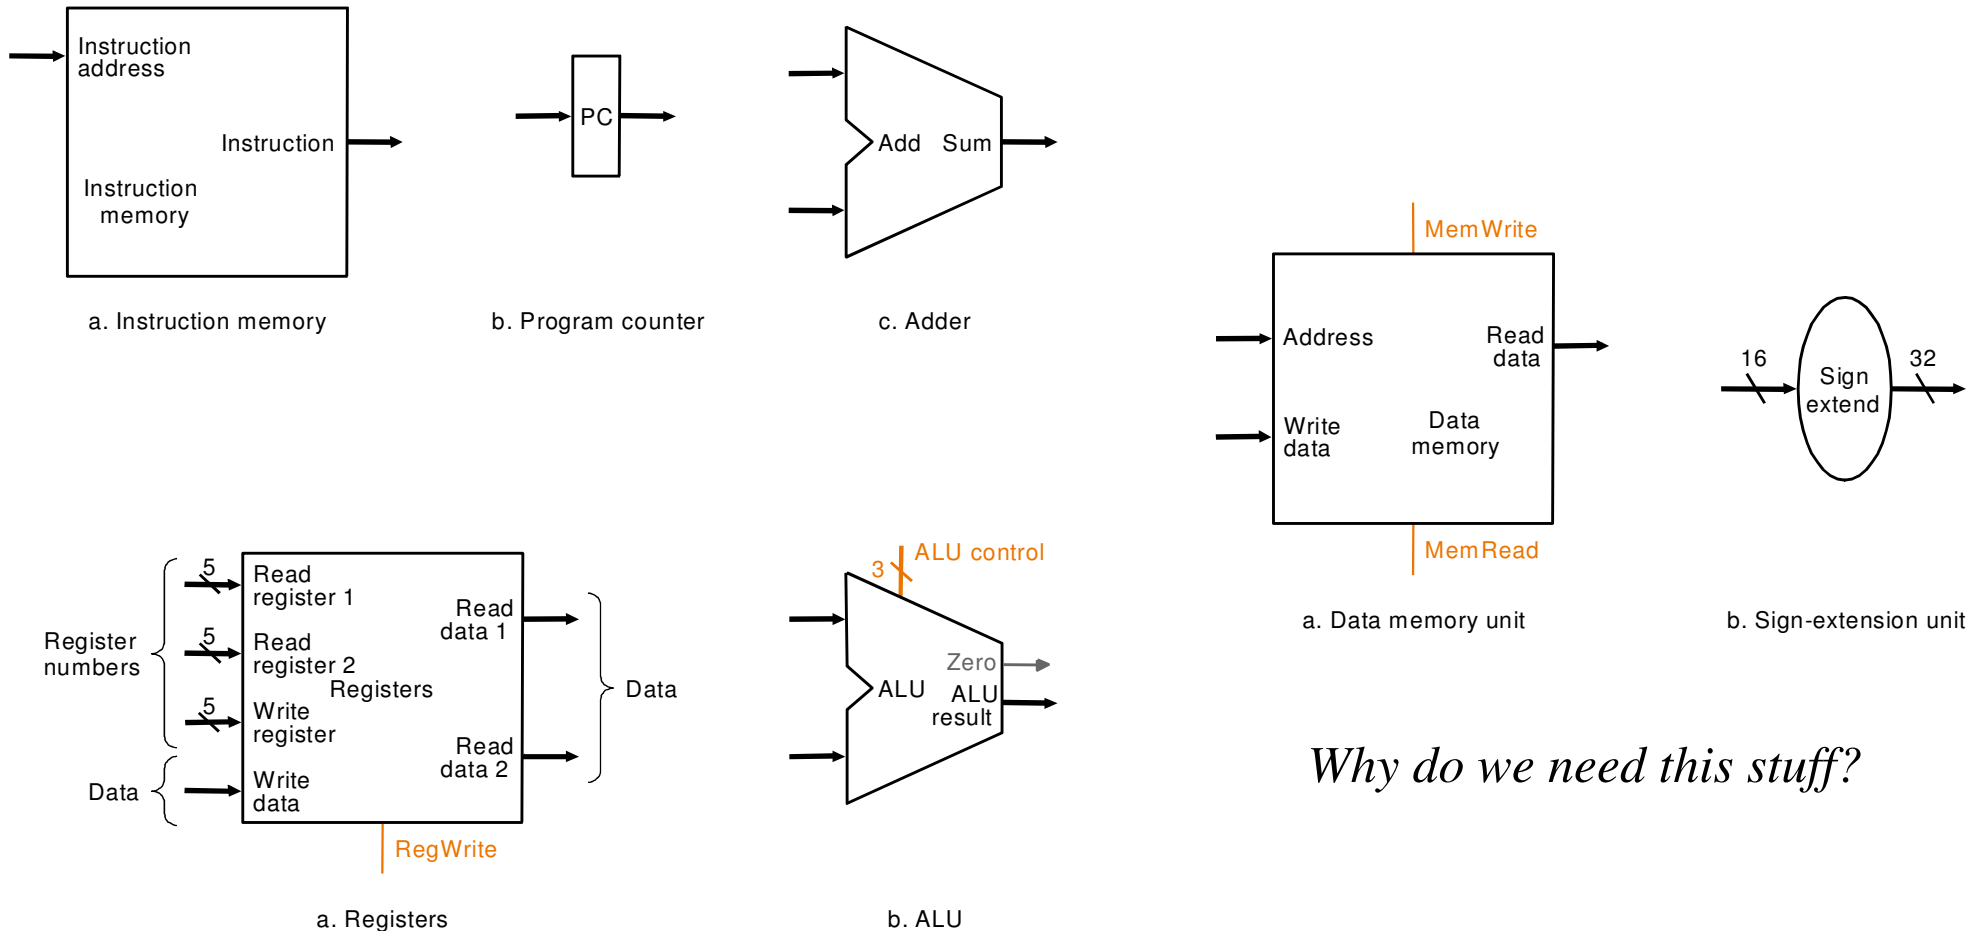 Instruction
address
Instruction
Instruction
memory
a. Instruction memory
PC
b. Program counter
Add Sum
c. Adder
MemWrite
Address
Read
data
Write
data
Data
memory
MemRead
a. Data memory unit
16
Sign
extend
32
b. Sign-extension unit
Register
numbers
Data
5
Read
register 1
5
Read
register 2
5
Write
register
Write
data
Registers
Read
data 1
Read
data 2
Data
RegWrite
a. Registers
3
ALU control
ALU
Zero
ALU
result
b. ALU
Why do we need this stuff?